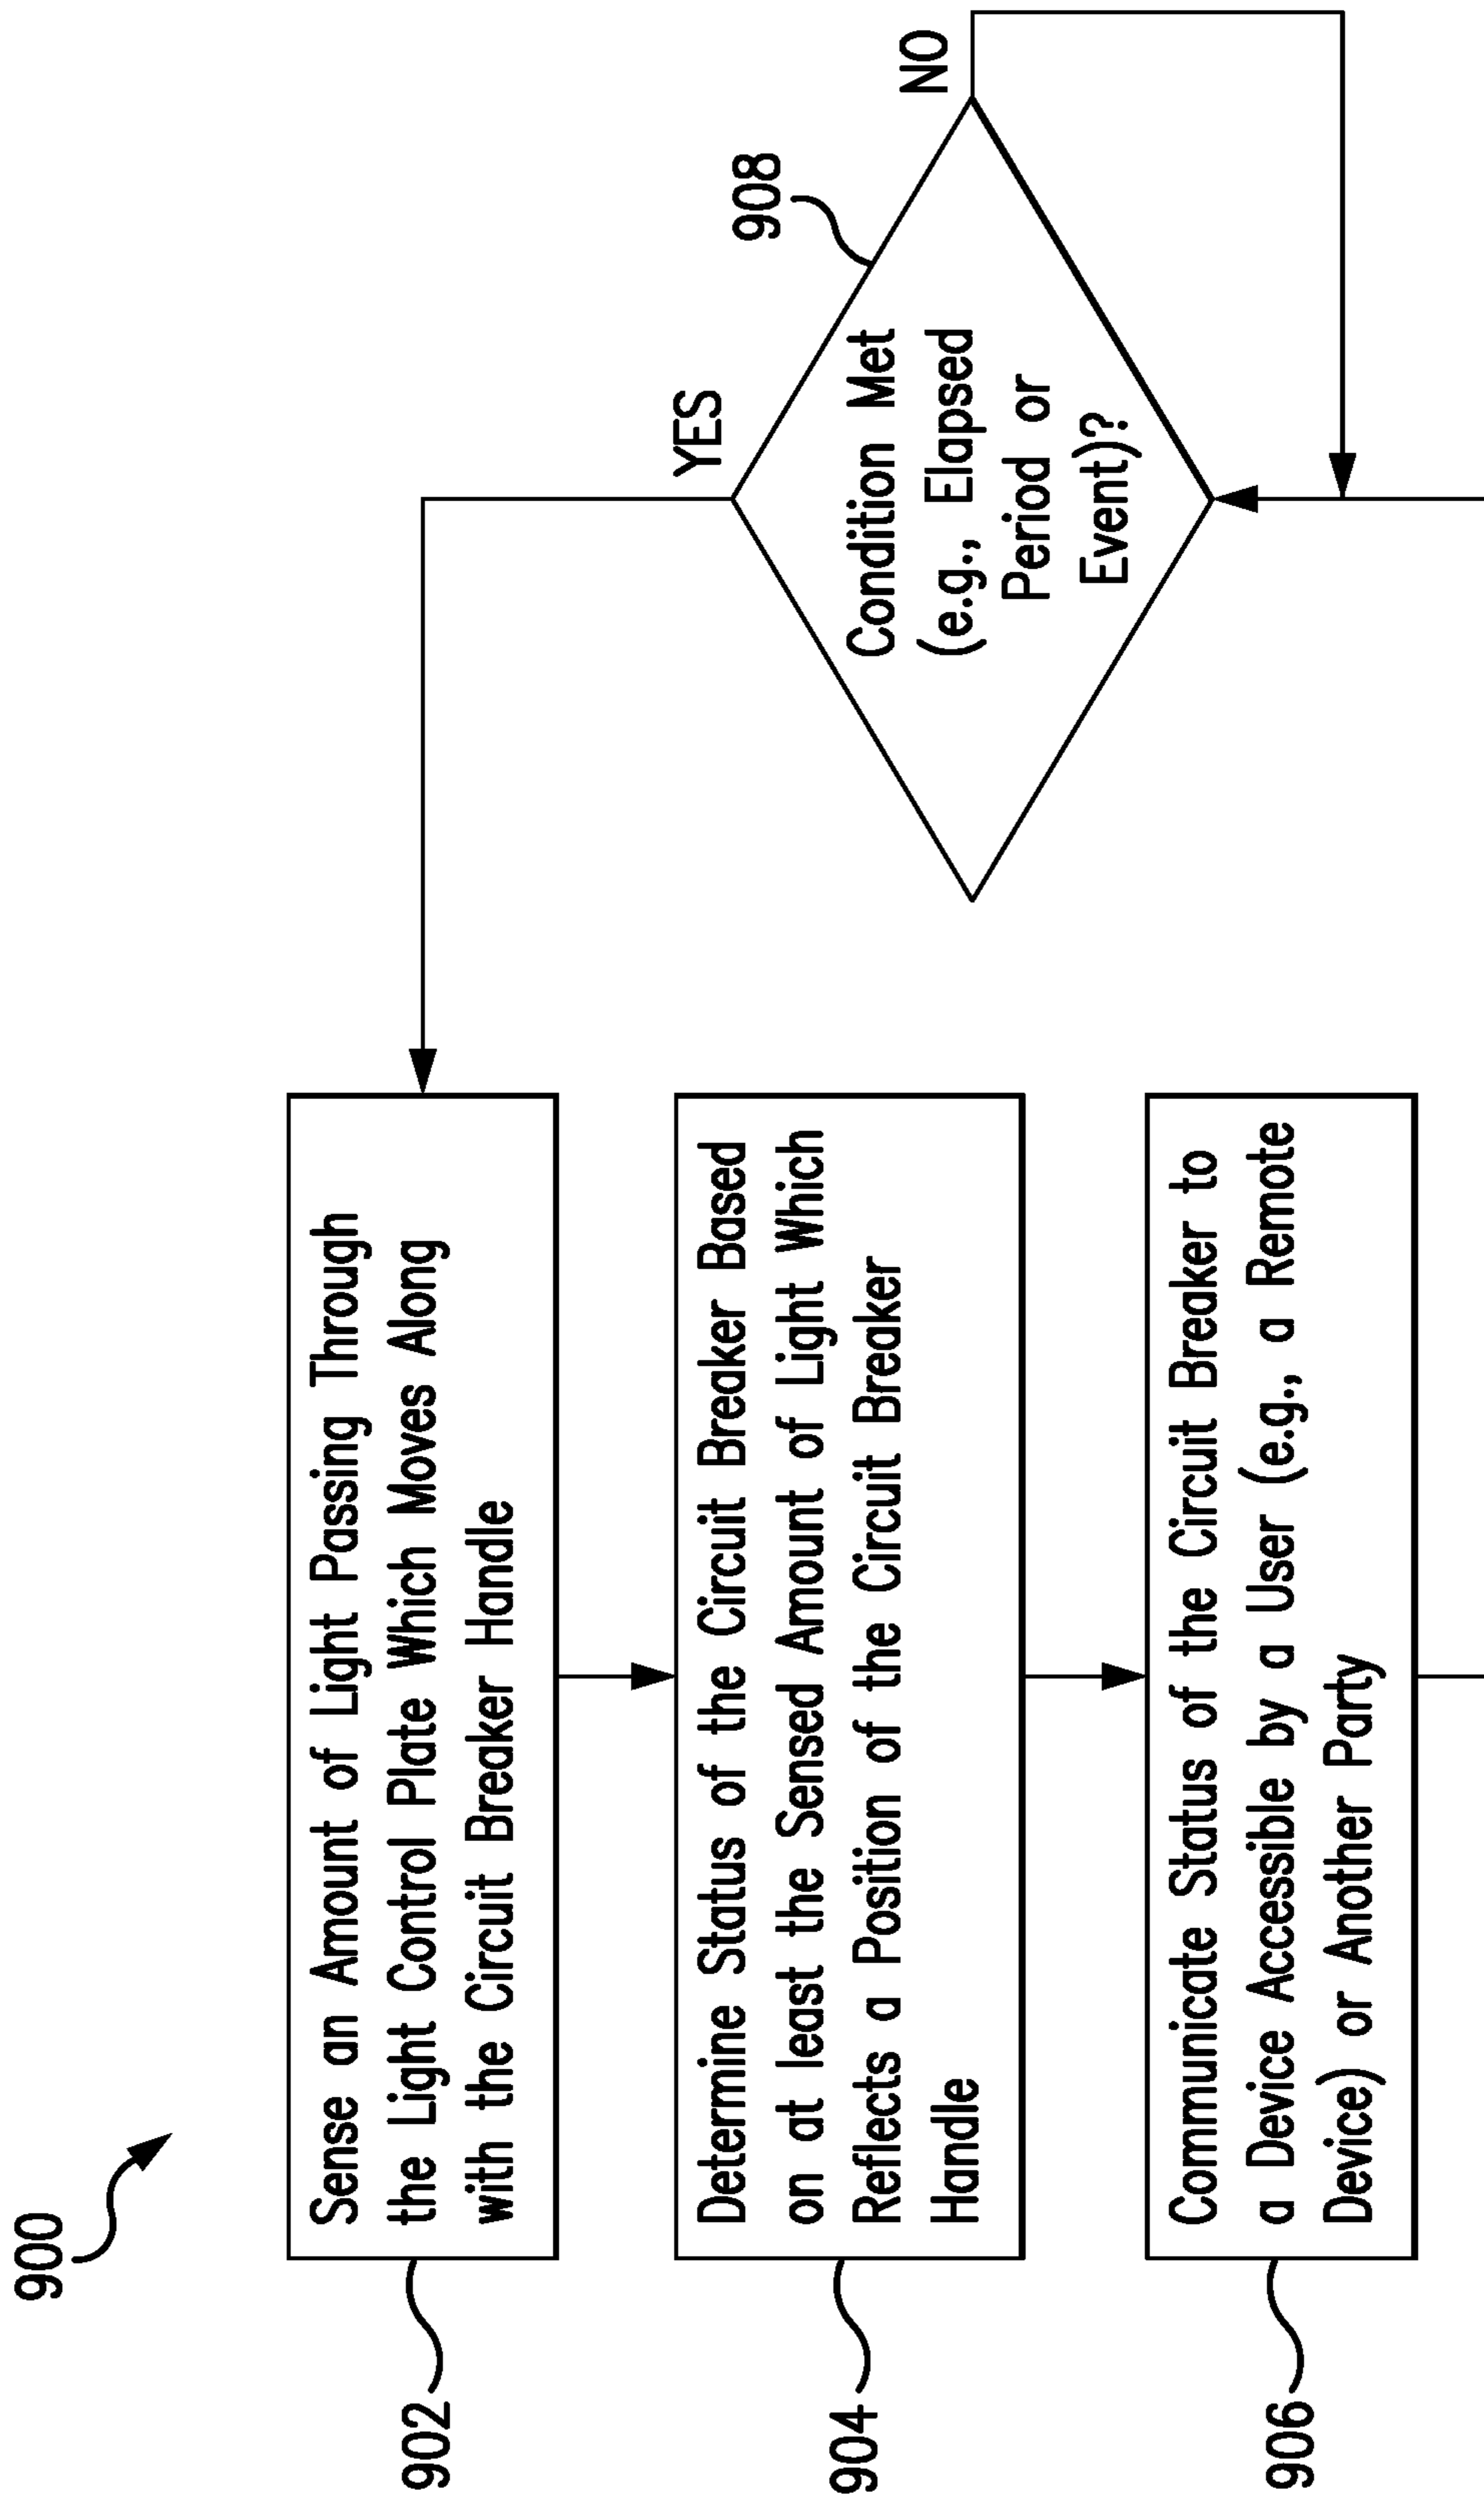 900
902
Sense an Amount of Light Passing Through
the Light Control Plate Which Moves Along
with the Circuit Breaker Handle
904
Determine Status of the Circuit Breaker Based
on at least the Sensed Amount of Light Which
Reflects a Position of the Circuit Breaker
Handle
906
Communicate Status of the Circuit Breaker to
a Device Accessible by a User (e.g., a Remote
Device) or Another Party
YES
908
Condition Met
(e.g., Elapsed
Period or
Event)?
NO